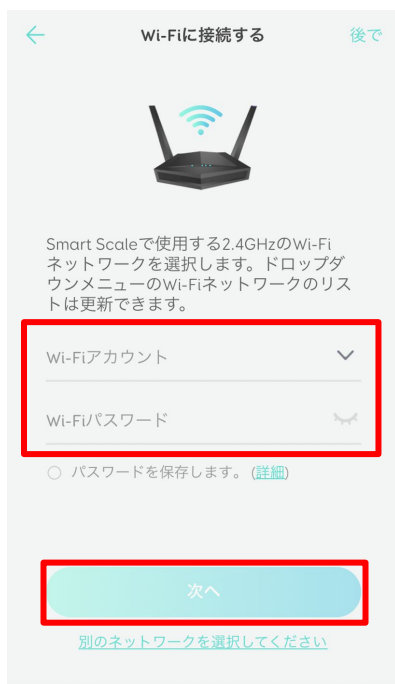 Wi-Fiに接続する 後で
Smart Scaleで使用する2.4GHzのWi-Fi
ネットワークを選択します。ドロップダ
ウンメニューのWi-Fiネットワークのリス
トは更新できます。
Wi-Fiアカウント
Wi-Fiパスワード
パスワードを保存します。 (詳細)
次へ
別のネットワークを選択してください